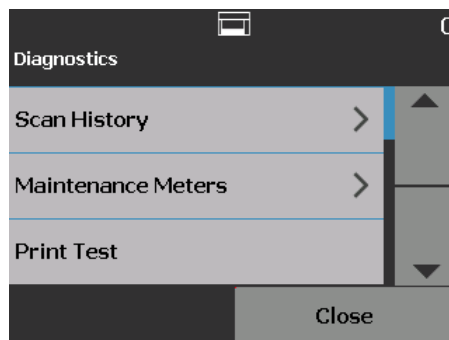 Diagnostics
Scan History
Maintenance Meters
Print Test
Close